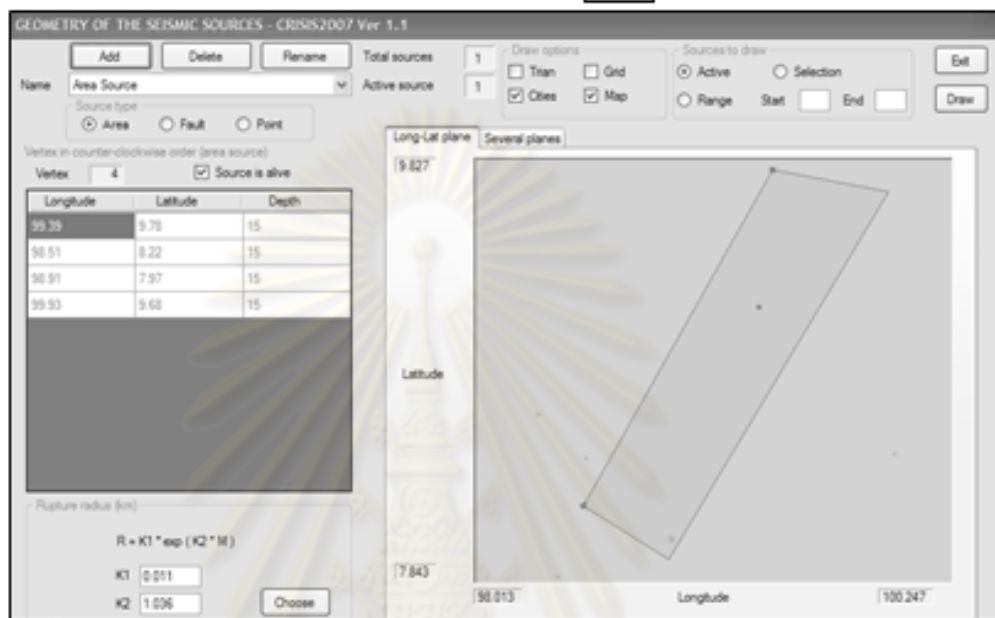 GEOMETRY OF THE SEISMIC SOURCES - CRISIS2007 Ver 1.1
Add Delete Rename Total sources 1 Draw options Sources to draw Exit
Trian Grid Active Selection
Name Area Source Active source 1 Cities Map Range Start End Draw
Source type
Area Fault Point
Long-Lat plane Several planes
Vertex in counter-clockwise order (area source)
Vertex 4 Source is alive
9.827
Longitude Latitude Depth
99.39 9.78 15
98.51 8.22 15
98.91 7.97 15
99.93 9.68 15
Latitude
Rupture radius (km)
R = K1 * exp ( K2 * M )
K1 0.011
7.843
K2 1.036 Choose
98.013 Longitude 100.247